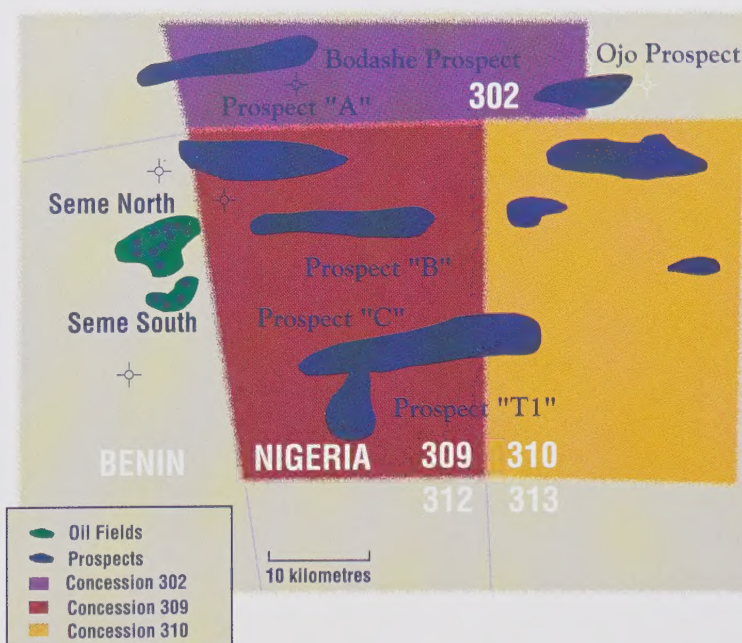 Bodashe Prospect
Ojo Prospect
302
Prospect "A"
Seme North
Prospect "B"
Seme South
Prospect "C"
Prospect "T1"
BENIN
NIGERIA
309
310
312
313
Oil Fields
Prospects
Concession 302
Concession 309
Concession 310
10 kilometres